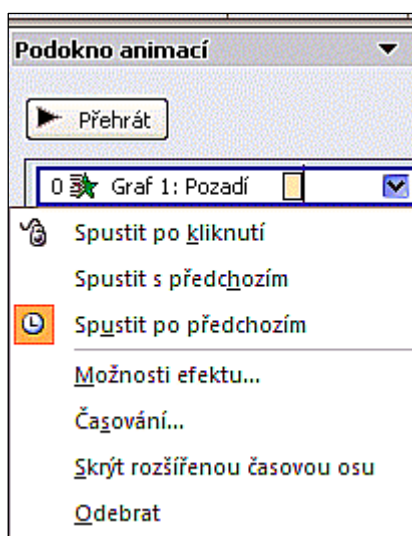 Podokno animací
Přehrát
0 Graf 1: Pozadí
Spustit po kliknutí
Spustit s předchozím
Spustit po předchozím
Možnosti efektu...
Časování...
Skrýt rozšířenou časovou osu
Odebrat